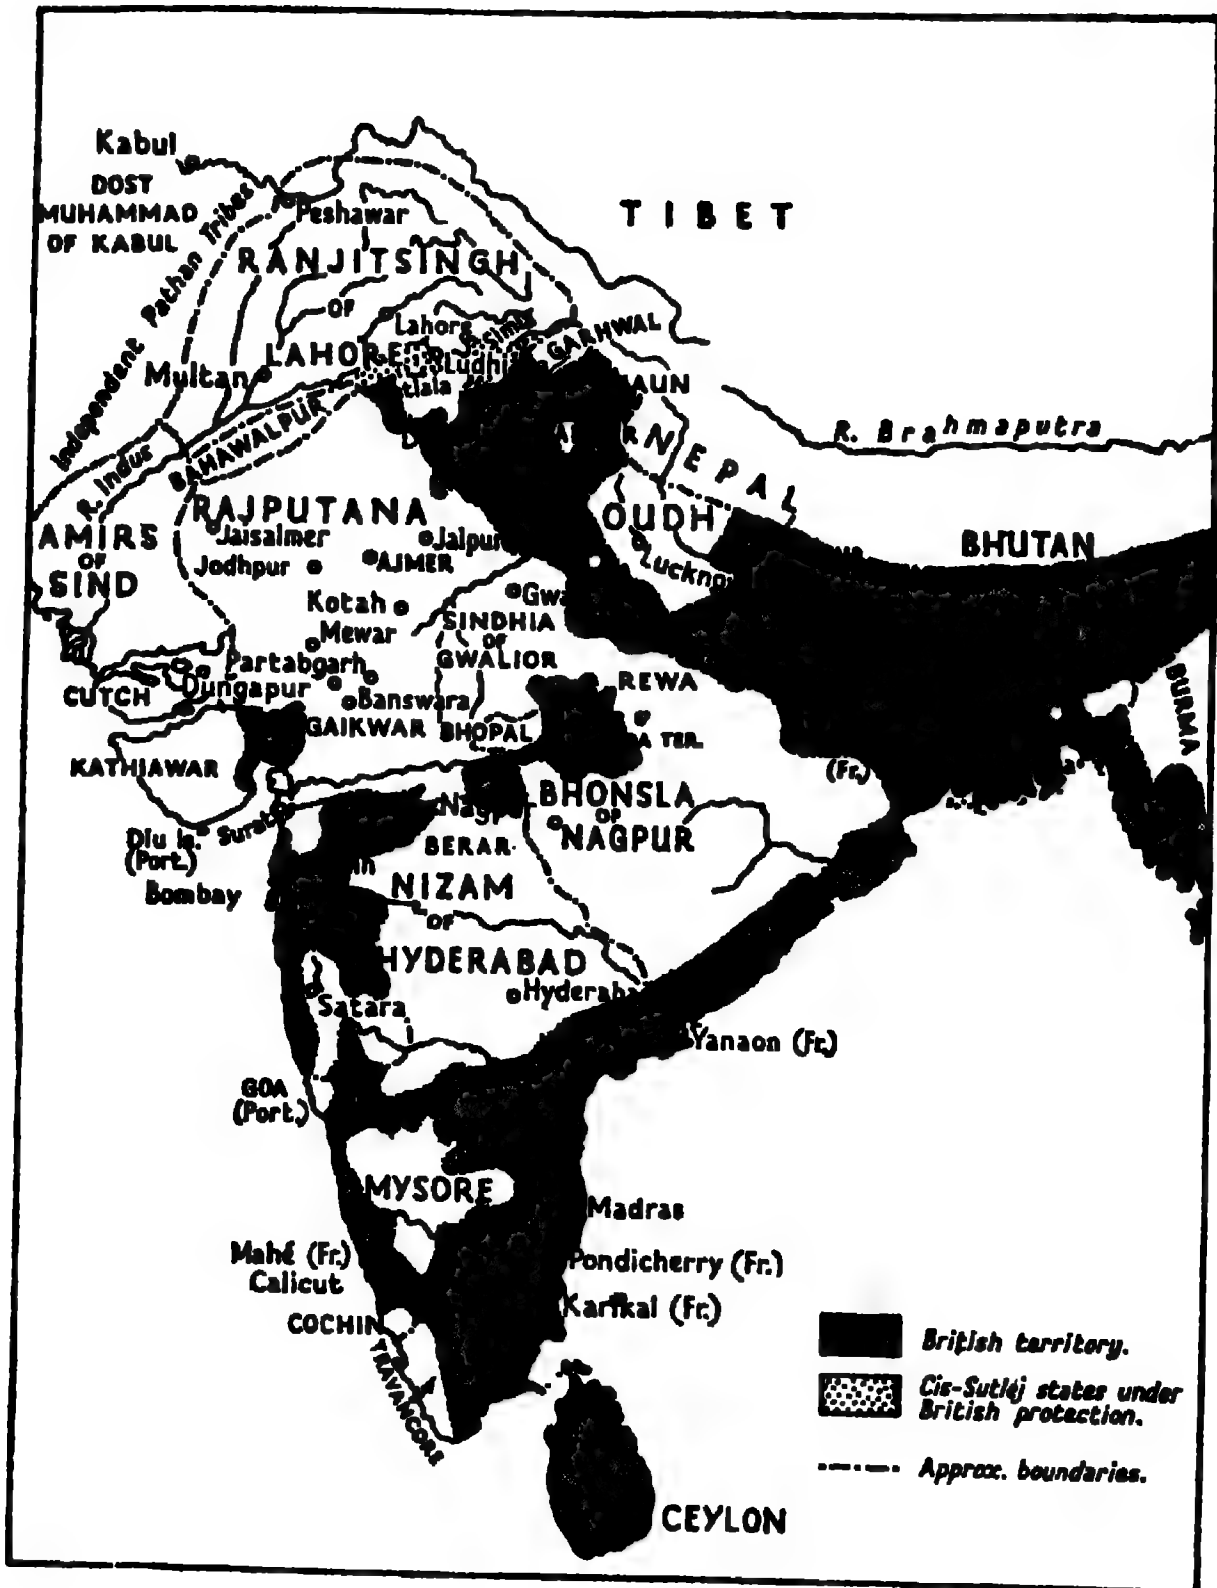 Kabul
DOST
MUHAMMAD
OF KABUL
Independent Pathan Tribes
Peshawar
TIBET
RANJITSINGH
OF
LAHORE
Lahore
Simla
GARHWAL
Multan
BAHAWALPUR
R. Indus
R. Brahmaputra
NEPAL
RAJPUTANA
Jaisalmer
Jaipur
Jodhpur
AJMER
OUDH
BHUTAN
AMIRS
OF
SIND
Kotah
Mewar
SINDHIA
OF
GWALIOR
Partabgarh
Dungapur
Banswara
CUTCH
REWA
BURMA
GAIKWAR
BHOPAL
TER.
KATHIAWAR
(Fr.)
Diu Is.
(Port.)
Surat
BHONSLA
OF
NAGPUR
BERAR
Bombay
NIZAM
OF
HYDERABAD
Satara
Yanaon (Fr.)
GOA
(Port.)
MYSORE
Madras
Mahé (Fr.)
Calicut
Pondicherry (Fr.)
Karikal (Fr.)
COCHIN
TRAVANCORE
CEYLON
British territory.
Cis-Sutlej states under
British protection.
Approx. boundaries.